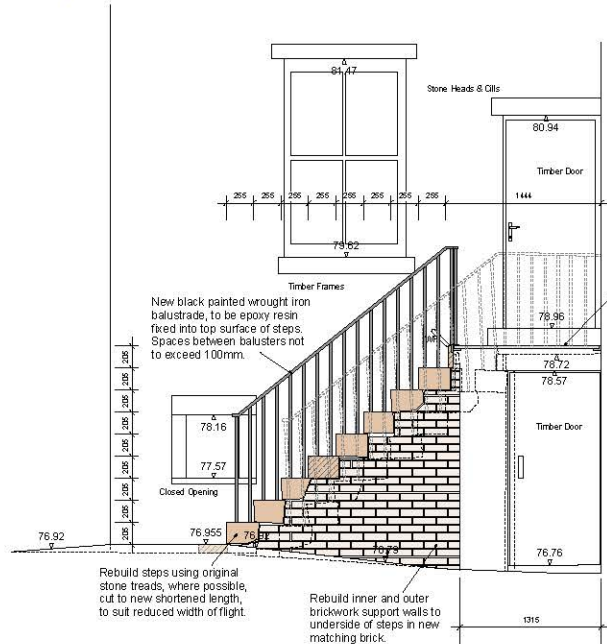 81.47
Stone Heads & Cills
80.94
Timber Door
255 255 255 255 255 255 255 255
1444
79.62
Timber Frames
New black painted wrought iron
balustrade, to be epoxy resin
fixed into top surface of steps.
Spaces between balusters not
to exceed 100mm.
78.96
78.72
78.57
205
205
205
205
205
205
205
205
205
78.16
77.57
Closed Opening
Timber Door
76.92
76.955
76.92
76.79
76.76
Rebuild steps using original
stone treads, where possible,
cut to new shortened length,
to suit reduced width of flight.
Rebuild inner and outer
brickwork support walls to
underside of steps in new
matching brick.
1315